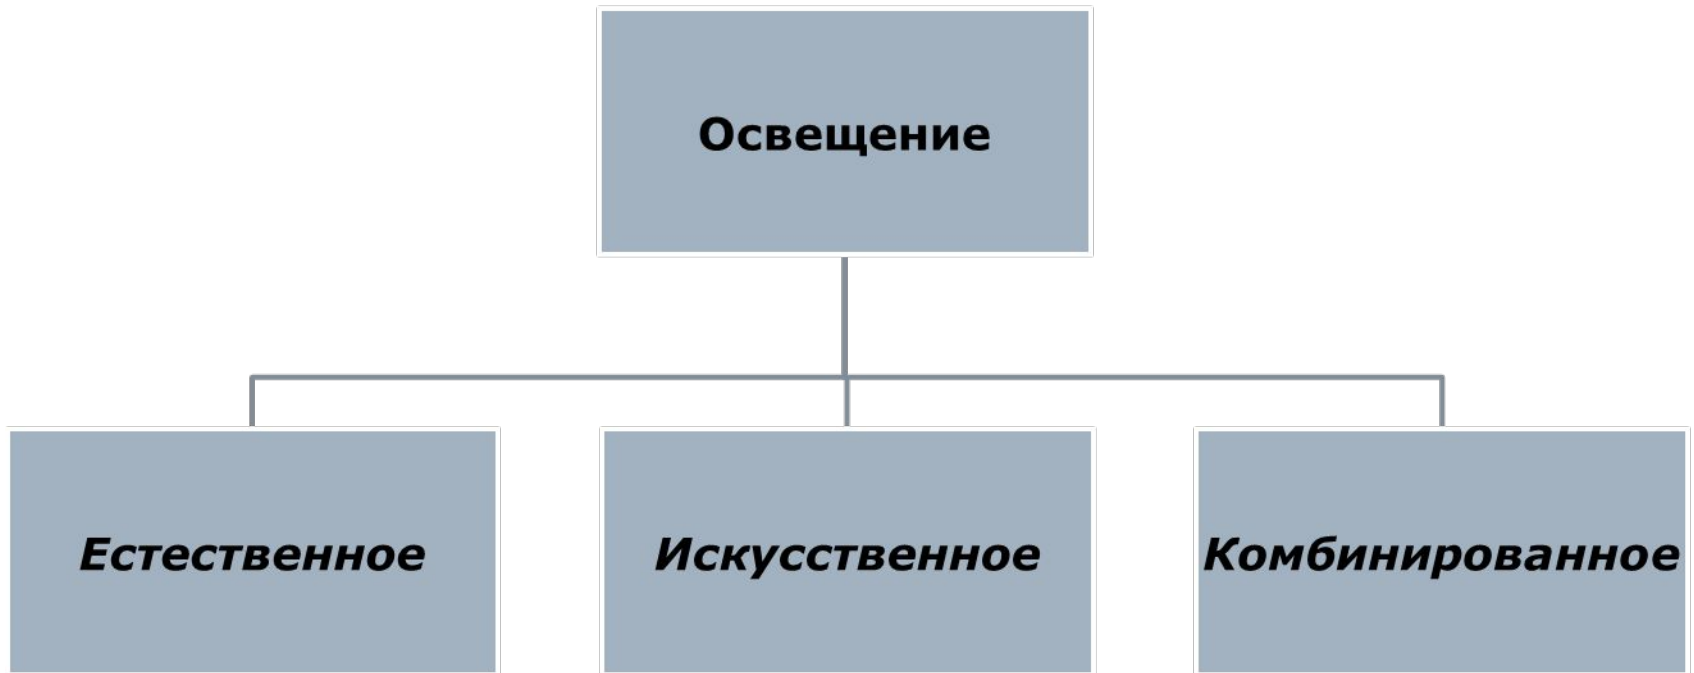 Освещение
Естественное
Искусственное
Комбинированное